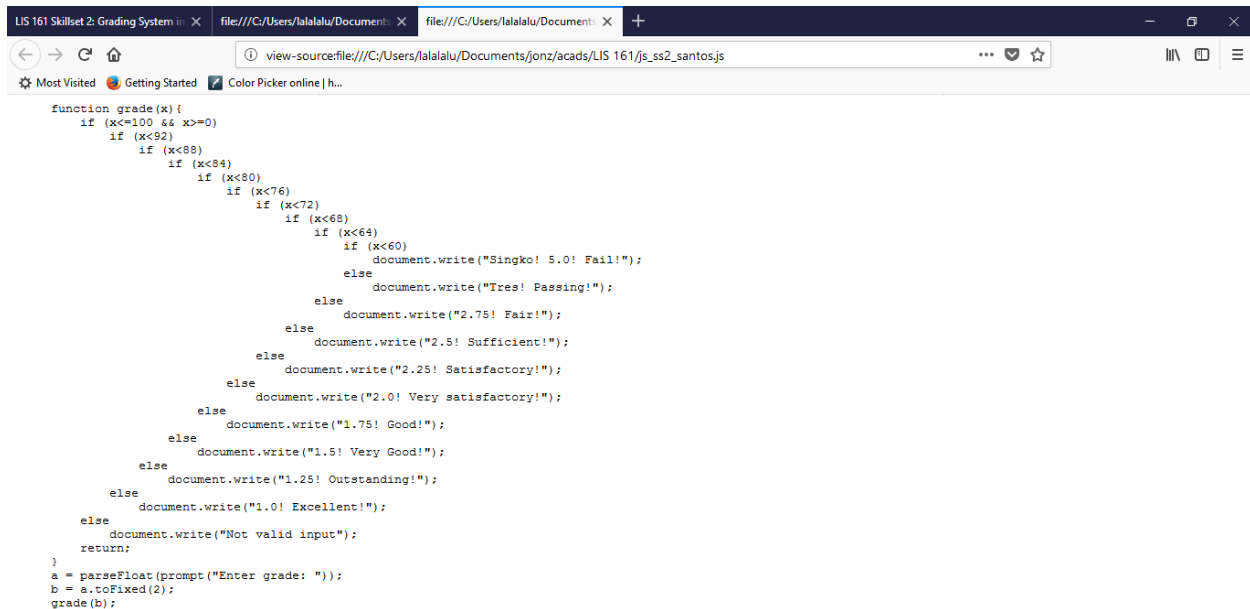 LIS 161 Skillset 2: Grading System in
file:///C:/Users/lalalalu/Documents
file:///C:/Users/lalalalu/Documents
view-source:file:///C:/Users/lalalalu/Documents/jonz/acads/LIS 161/js_ss2_santos.js
Most Visited Getting Started Color Picker online | h...
function grade(x){
    if (x<=100 && x>=0)
        if (x<92)
            if (x<88)
                if (x<84)
                    if (x<80)
                        if (x<76)
                            if (x<72)
                                if (x<68)
                                    if (x<64)
                                        if (x<60)
                                            document.write("Singko! 5.0! Fail!");
                                        else
                                            document.write("Tres! Passing!");
                                    else
                                        document.write("2.75! Fair!");
                                else
                                    document.write("2.5! Sufficient!");
                            else
                                document.write("2.25! Satisfactory!");
                        else
                            document.write("2.0! Very satisfactory!");
                    else
                        document.write("1.75! Good!");
                else
                    document.write("1.5! Very Good!");
            else
                document.write("1.25! Outstanding!");
        else
            document.write("1.0! Excellent!");
    else
        document.write("Not valid input");
    return;
}
a = parseFloat(prompt("Enter grade: "));
b = a.toFixed(2);
grade(b);